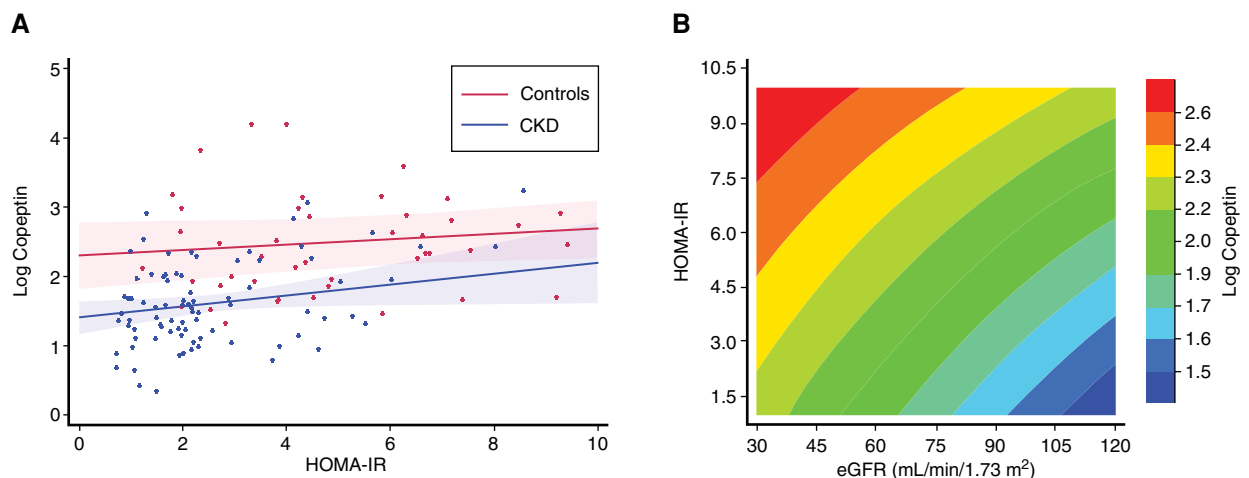 A
Log Copeptin
5
4
3
2
1
0
0 2 4 6 8 10
HOMA-IR
Controls
CKD
B
HOMA-IR
10.5
9.0
7.5
6.0
4.5
3.0
1.5
30 45 60 75 90 105 120
eGFR (mL/min/1.73 m²)
2.6
2.4
2.3
2.2
2.0
1.9
1.7
1.6
1.5
Log Copeptin